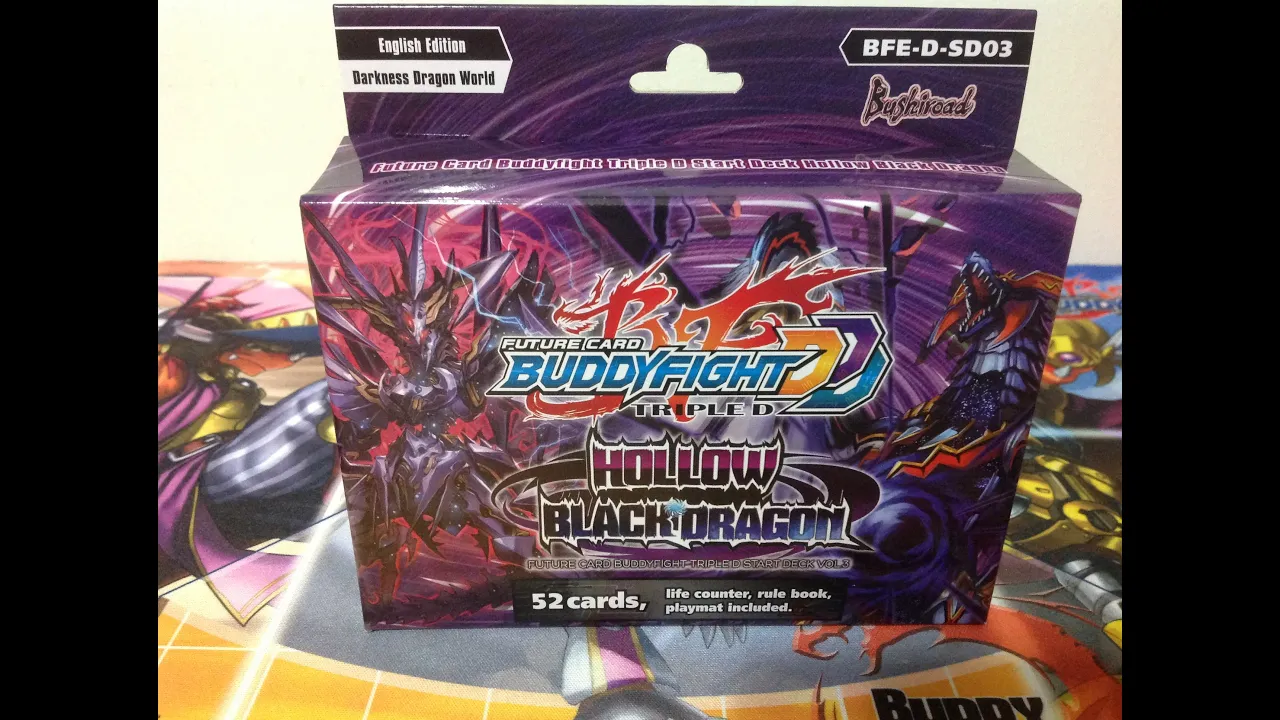 English Edition
Darkness Dragon World
BFE-D-SD03
Bushiroad
Future Card Buddyfight Triple D Start Deck Hollow Black Dragon
FUTURE CARD
BUDDYFIGHT DDD
TRIPLE D
HOLLOW
BLACK DRAGON
FUTURE CARD BUDDYFIGHT TRIPLE D START DECK VOL.3
52 cards,
life counter, rule book,
playmat included.
BUDDY